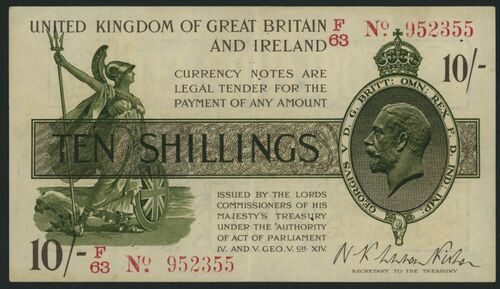 UNITED KINGDOM OF GREAT BRITAIN
AND IRELAND
F
63
No. 952355
CURRENCY NOTES ARE
LEGAL TENDER FOR THE
PAYMENT OF ANY AMOUNT
10/-
TEN SHILLINGS
GEORGIVS V D. G. BRITT: OMN: REX F. D. IND. IMP.
ISSUED BY THE LORDS
COMMISSIONERS OF HIS
MAJESTY'S TREASURY
UNDER THE AUTHORITY
OF ACT OF PARLIAMENT
IV. AND V. GEO. V. CH. XIV.
10/-
F
63
No. 952355
N. F. Warren Fisher
SECRETARY TO THE TREASURY